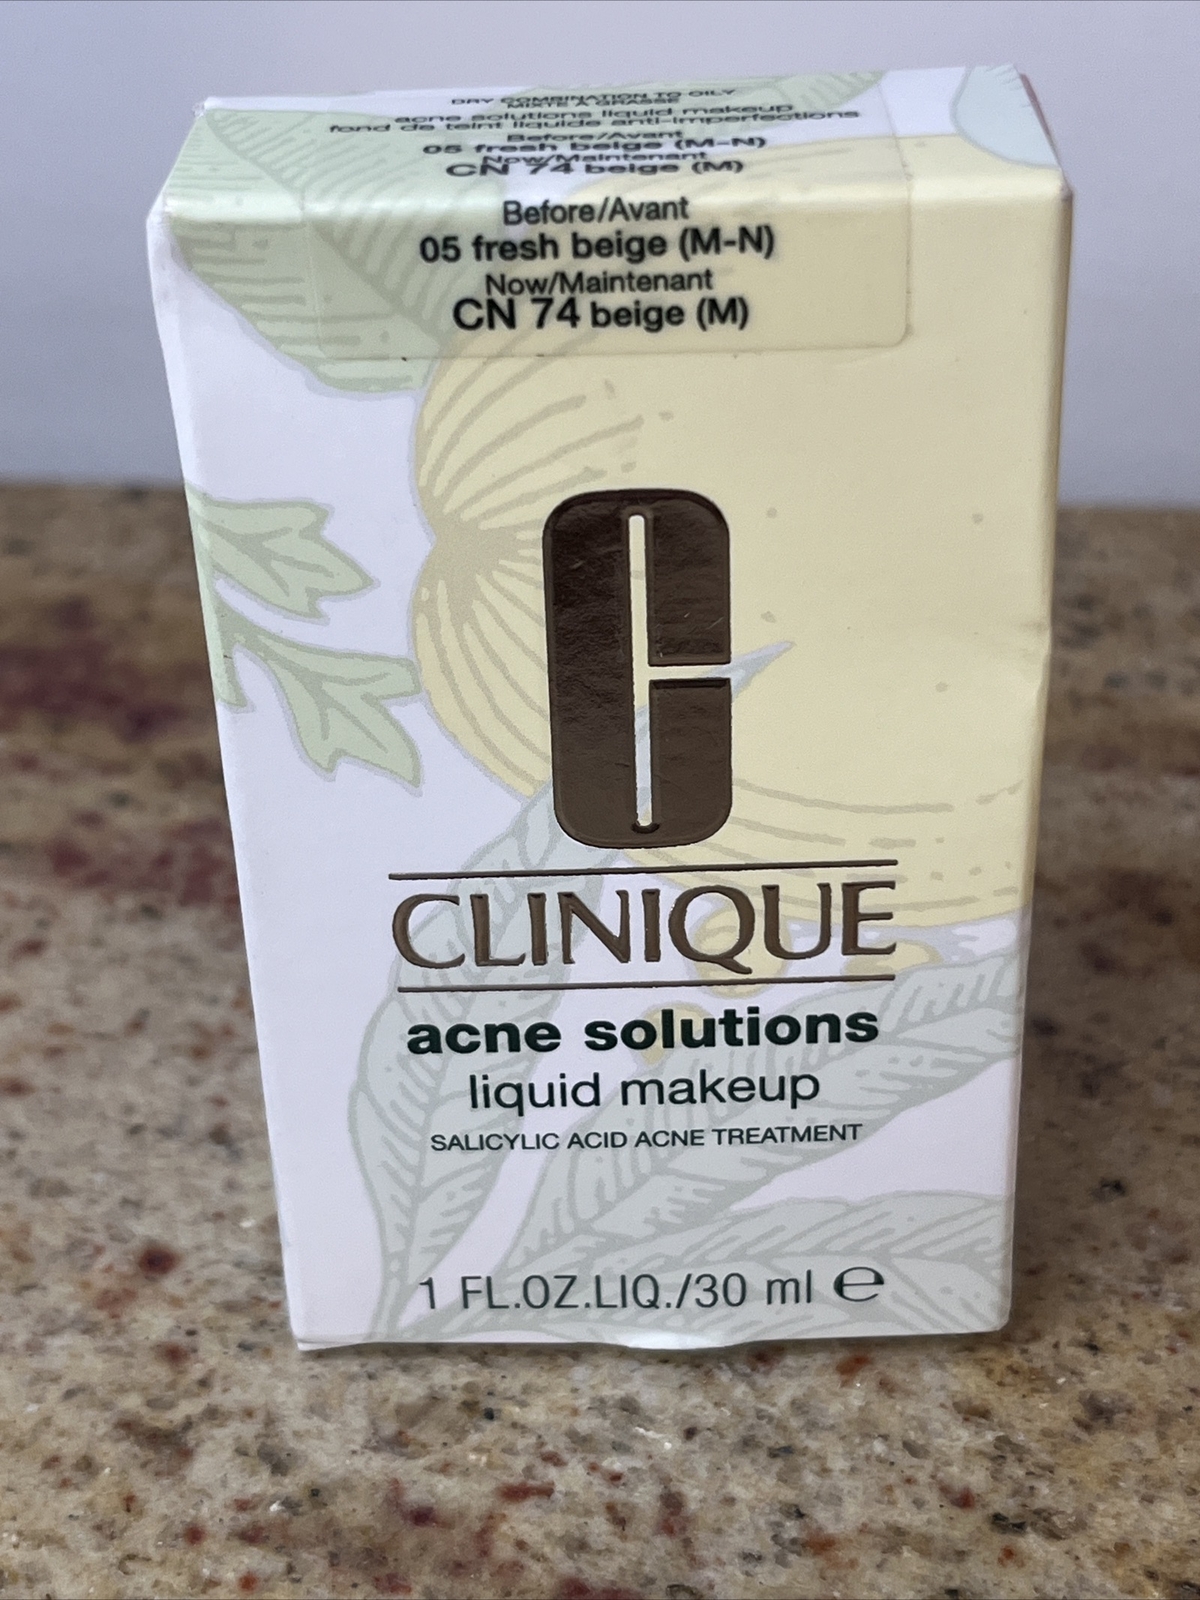 DRY COMBINATION TO OILY
MIXTE À GRASSE
acne solutions liquid makeup
fond de teint liquide anti-imperfections
Before/Avant
05 fresh beige (M-N)
Now/Maintenant
CN 74 beige (M)
Before/Avant
05 fresh beige (M-N)
Now/Maintenant
CN 74 beige (M)
CLINIQUE
acne solutions
liquid makeup
SALICYLIC ACID ACNE TREATMENT
1 FL.OZ.LIQ./30 ml ℮